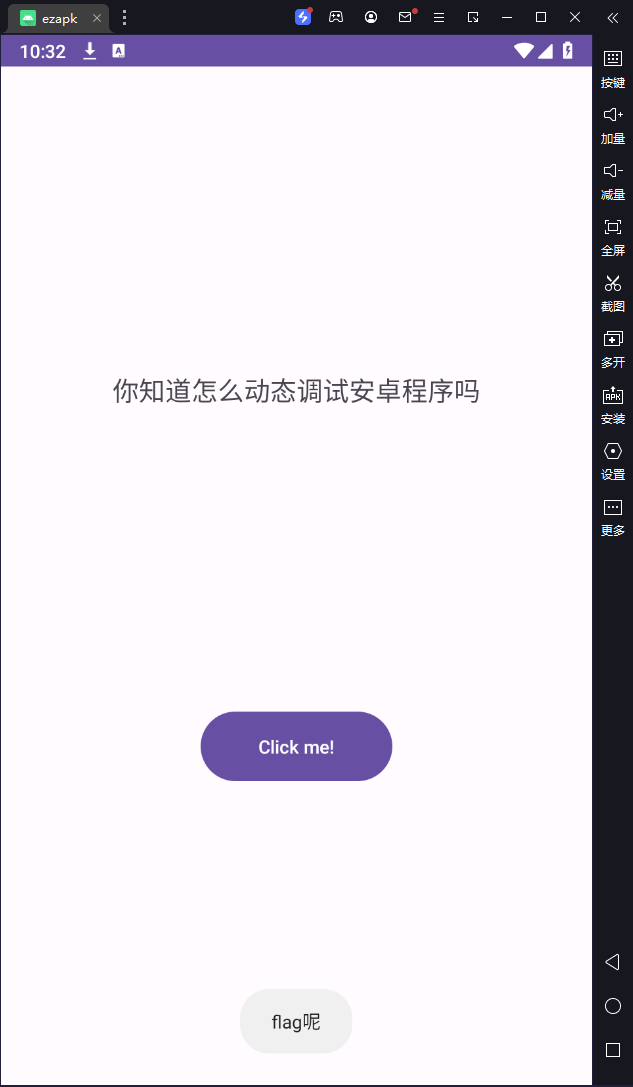 ezapk
10:32
A
按键
加量
减量
全屏
截图
多开
APK
安装
设置
更多
你知道怎么动态调试安卓程序吗
Click me!
flag呢